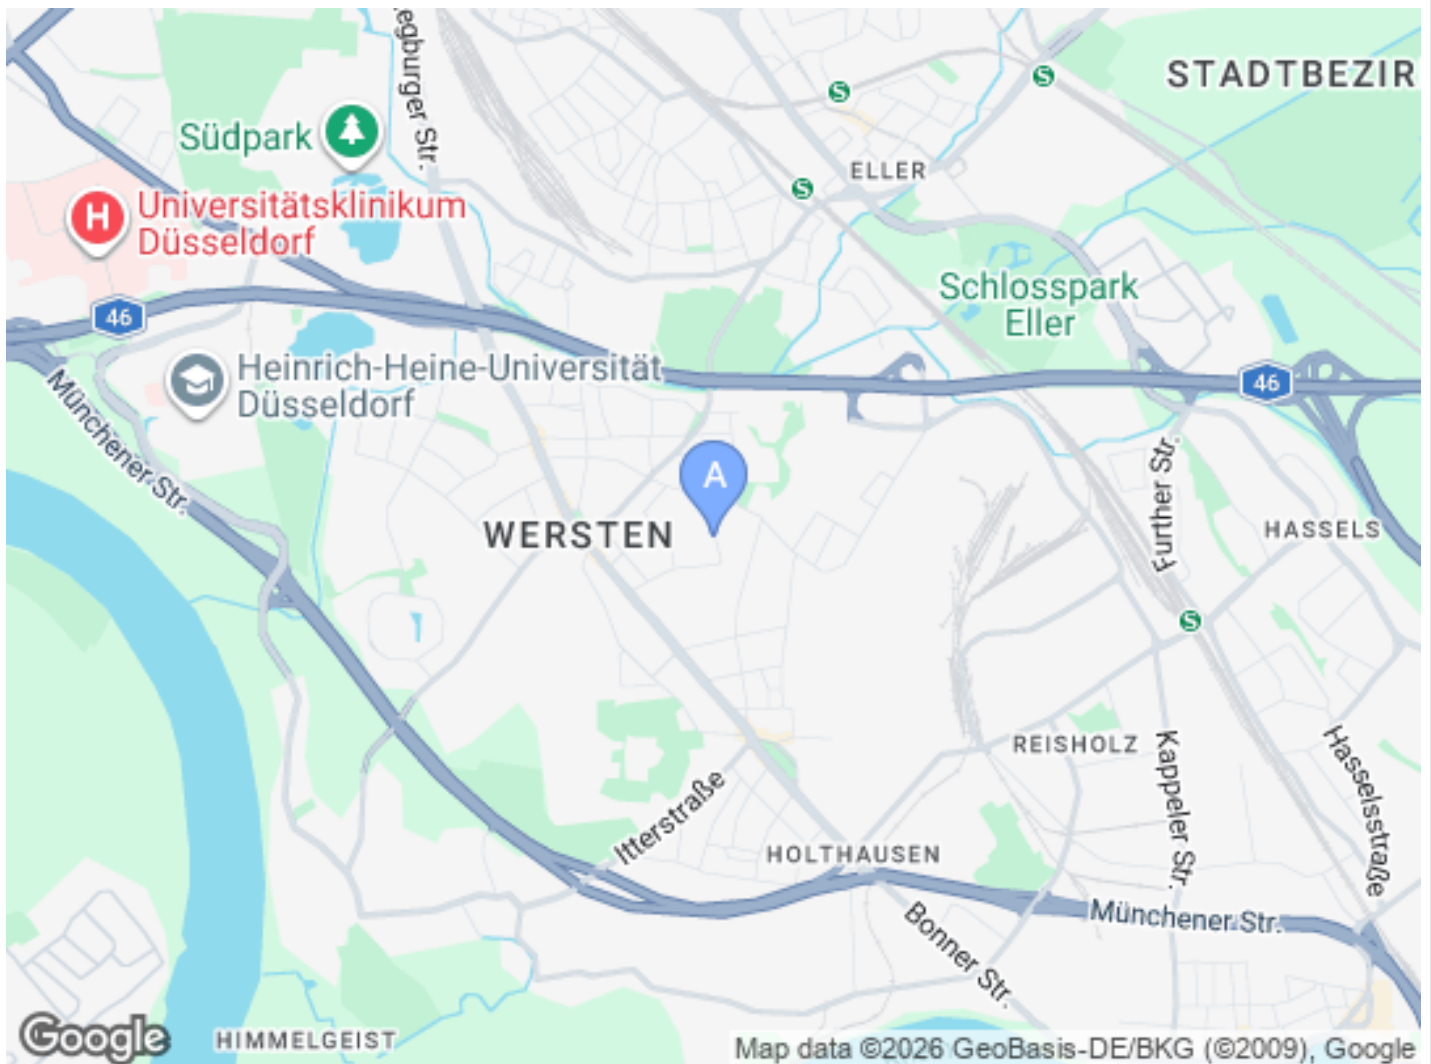 egburger Str.
STADTBEZIR
S
S
Südpark
ELLER
S
H
Universitätsklinikum
Düsseldorf
Schlosspark
Eller
46
Heinrich-Heine-Universität
Düsseldorf
46
Münchener Str.
A
Further Str.
WERSTEN
HASSELS
S
REISHOLZ
Kappeler Str.
Hasselsstraße
Itterstraße
HOLTHAUSEN
Münchener Str.
Bonner Str.
Google
HIMMELGEIST
Map data ©2026 GeoBasis-DE/BKG (©2009), Google